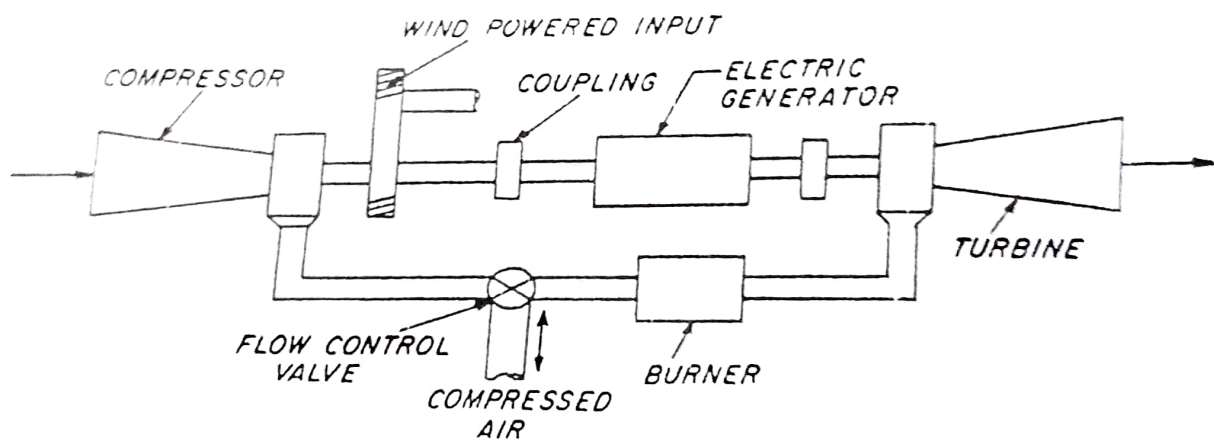 WIND POWERED INPUT
COMPRESSOR
COUPLING
ELECTRIC
GENERATOR
TURBINE
FLOW CONTROL
VALVE
BURNER
COMPRESSED
AIR